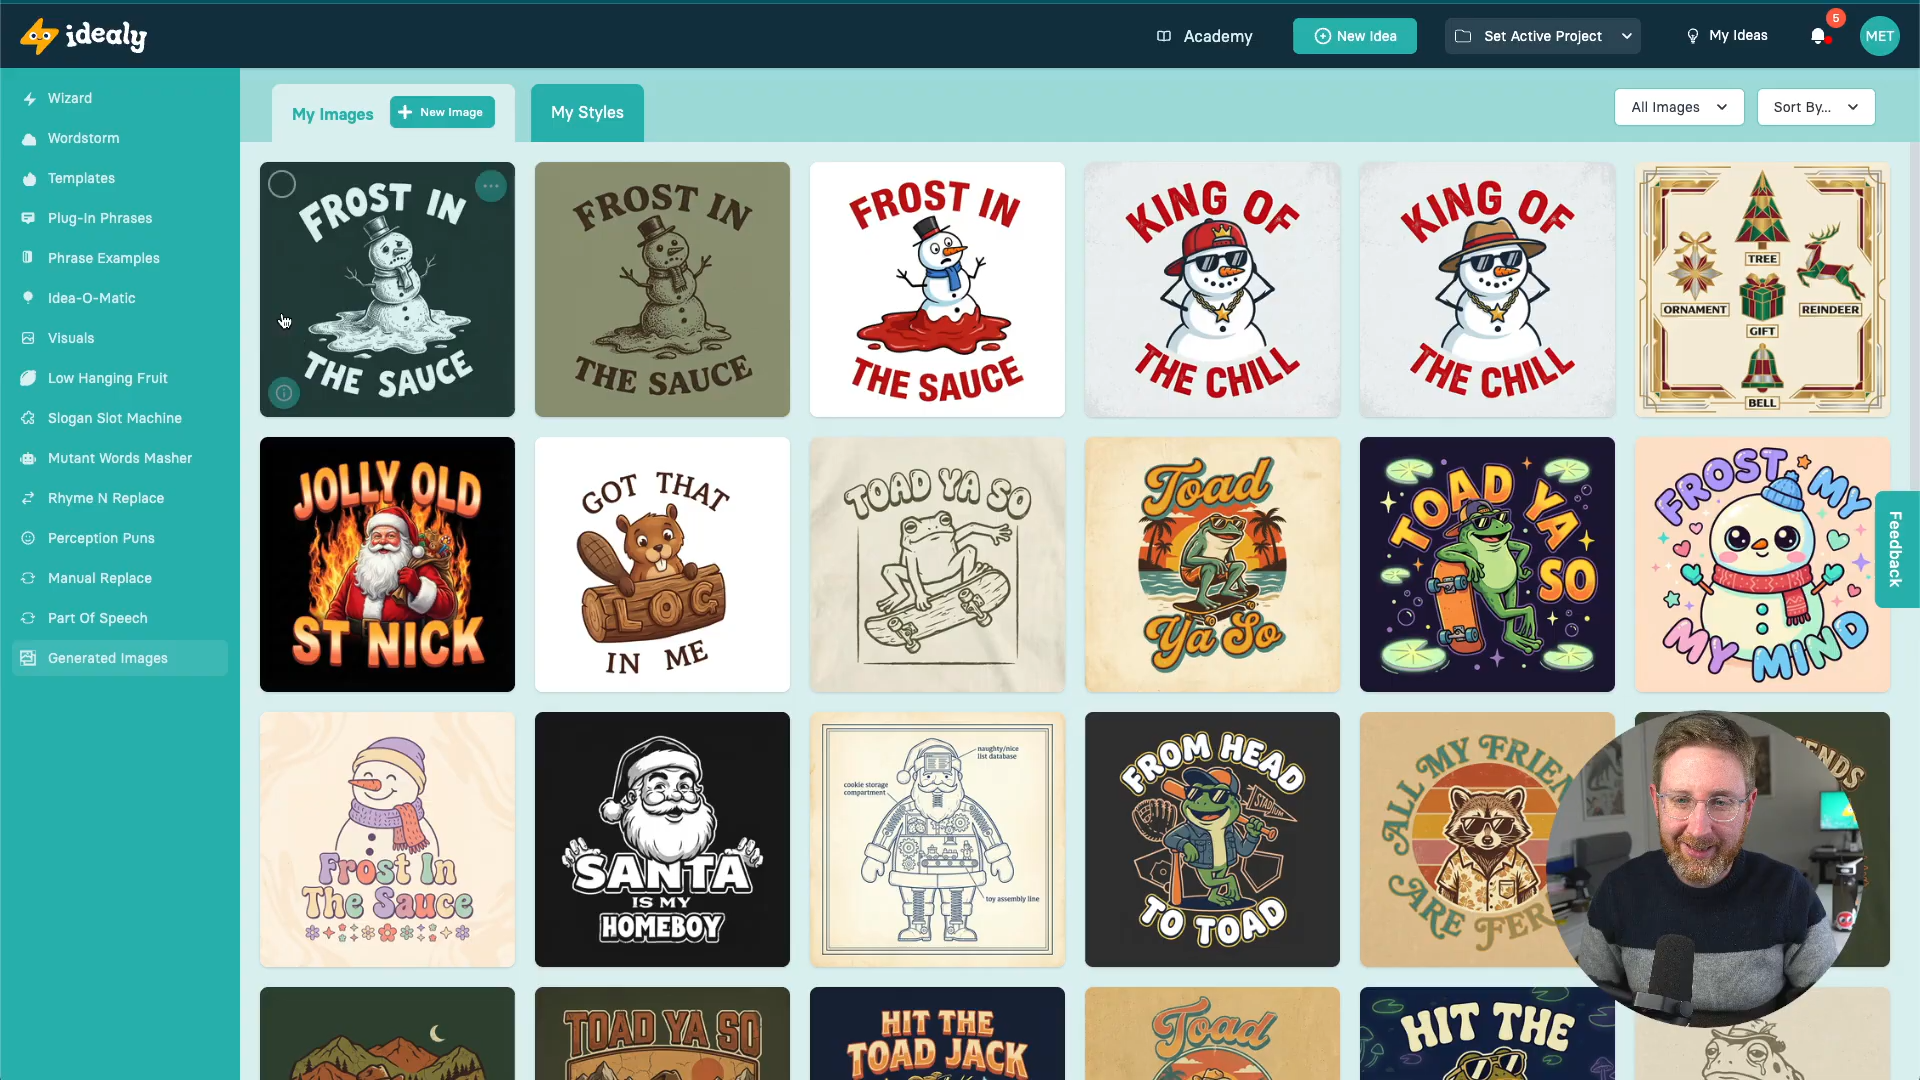 idealy
Academy
New Idea
Set Active Project
My Ideas
5
MET
Wizard
Wordstorm
Templates
Plug-In Phrases
Phrase Examples
Idea-O-Matic
Visuals
Low Hanging Fruit
Slogan Slot Machine
Mutant Words Masher
Rhyme N Replace
Perception Puns
Manual Replace
Part Of Speech
Generated Images
My Images
New Image
My Styles
All Images
Sort By...
FROST IN
THE SAUCE
FROST IN
THE SAUCE
FROST IN
THE SAUCE
KING OF
THE CHILL
KING OF
THE CHILL
TREE
ORNAMENT
REINDEER
GIFT
BELL
JOLLY OLD
ST NICK
GOT THAT
LOG
IN ME
TOAD YA SO
Toad
Ya So
TOAD YA
SO
FROST MY
MY MIND
Feedback
Frost In
The Sauce
SANTA
IS MY
HOMEBOY
naughty/nice
list database
cookie storage
compartment
toy assembly line
FROM HEAD
STAD
TO TOAD
ALL MY FRIEN
ARE FER
TOAD YA SO
HIT THE
TOAD JACK
Toad
HIT THE